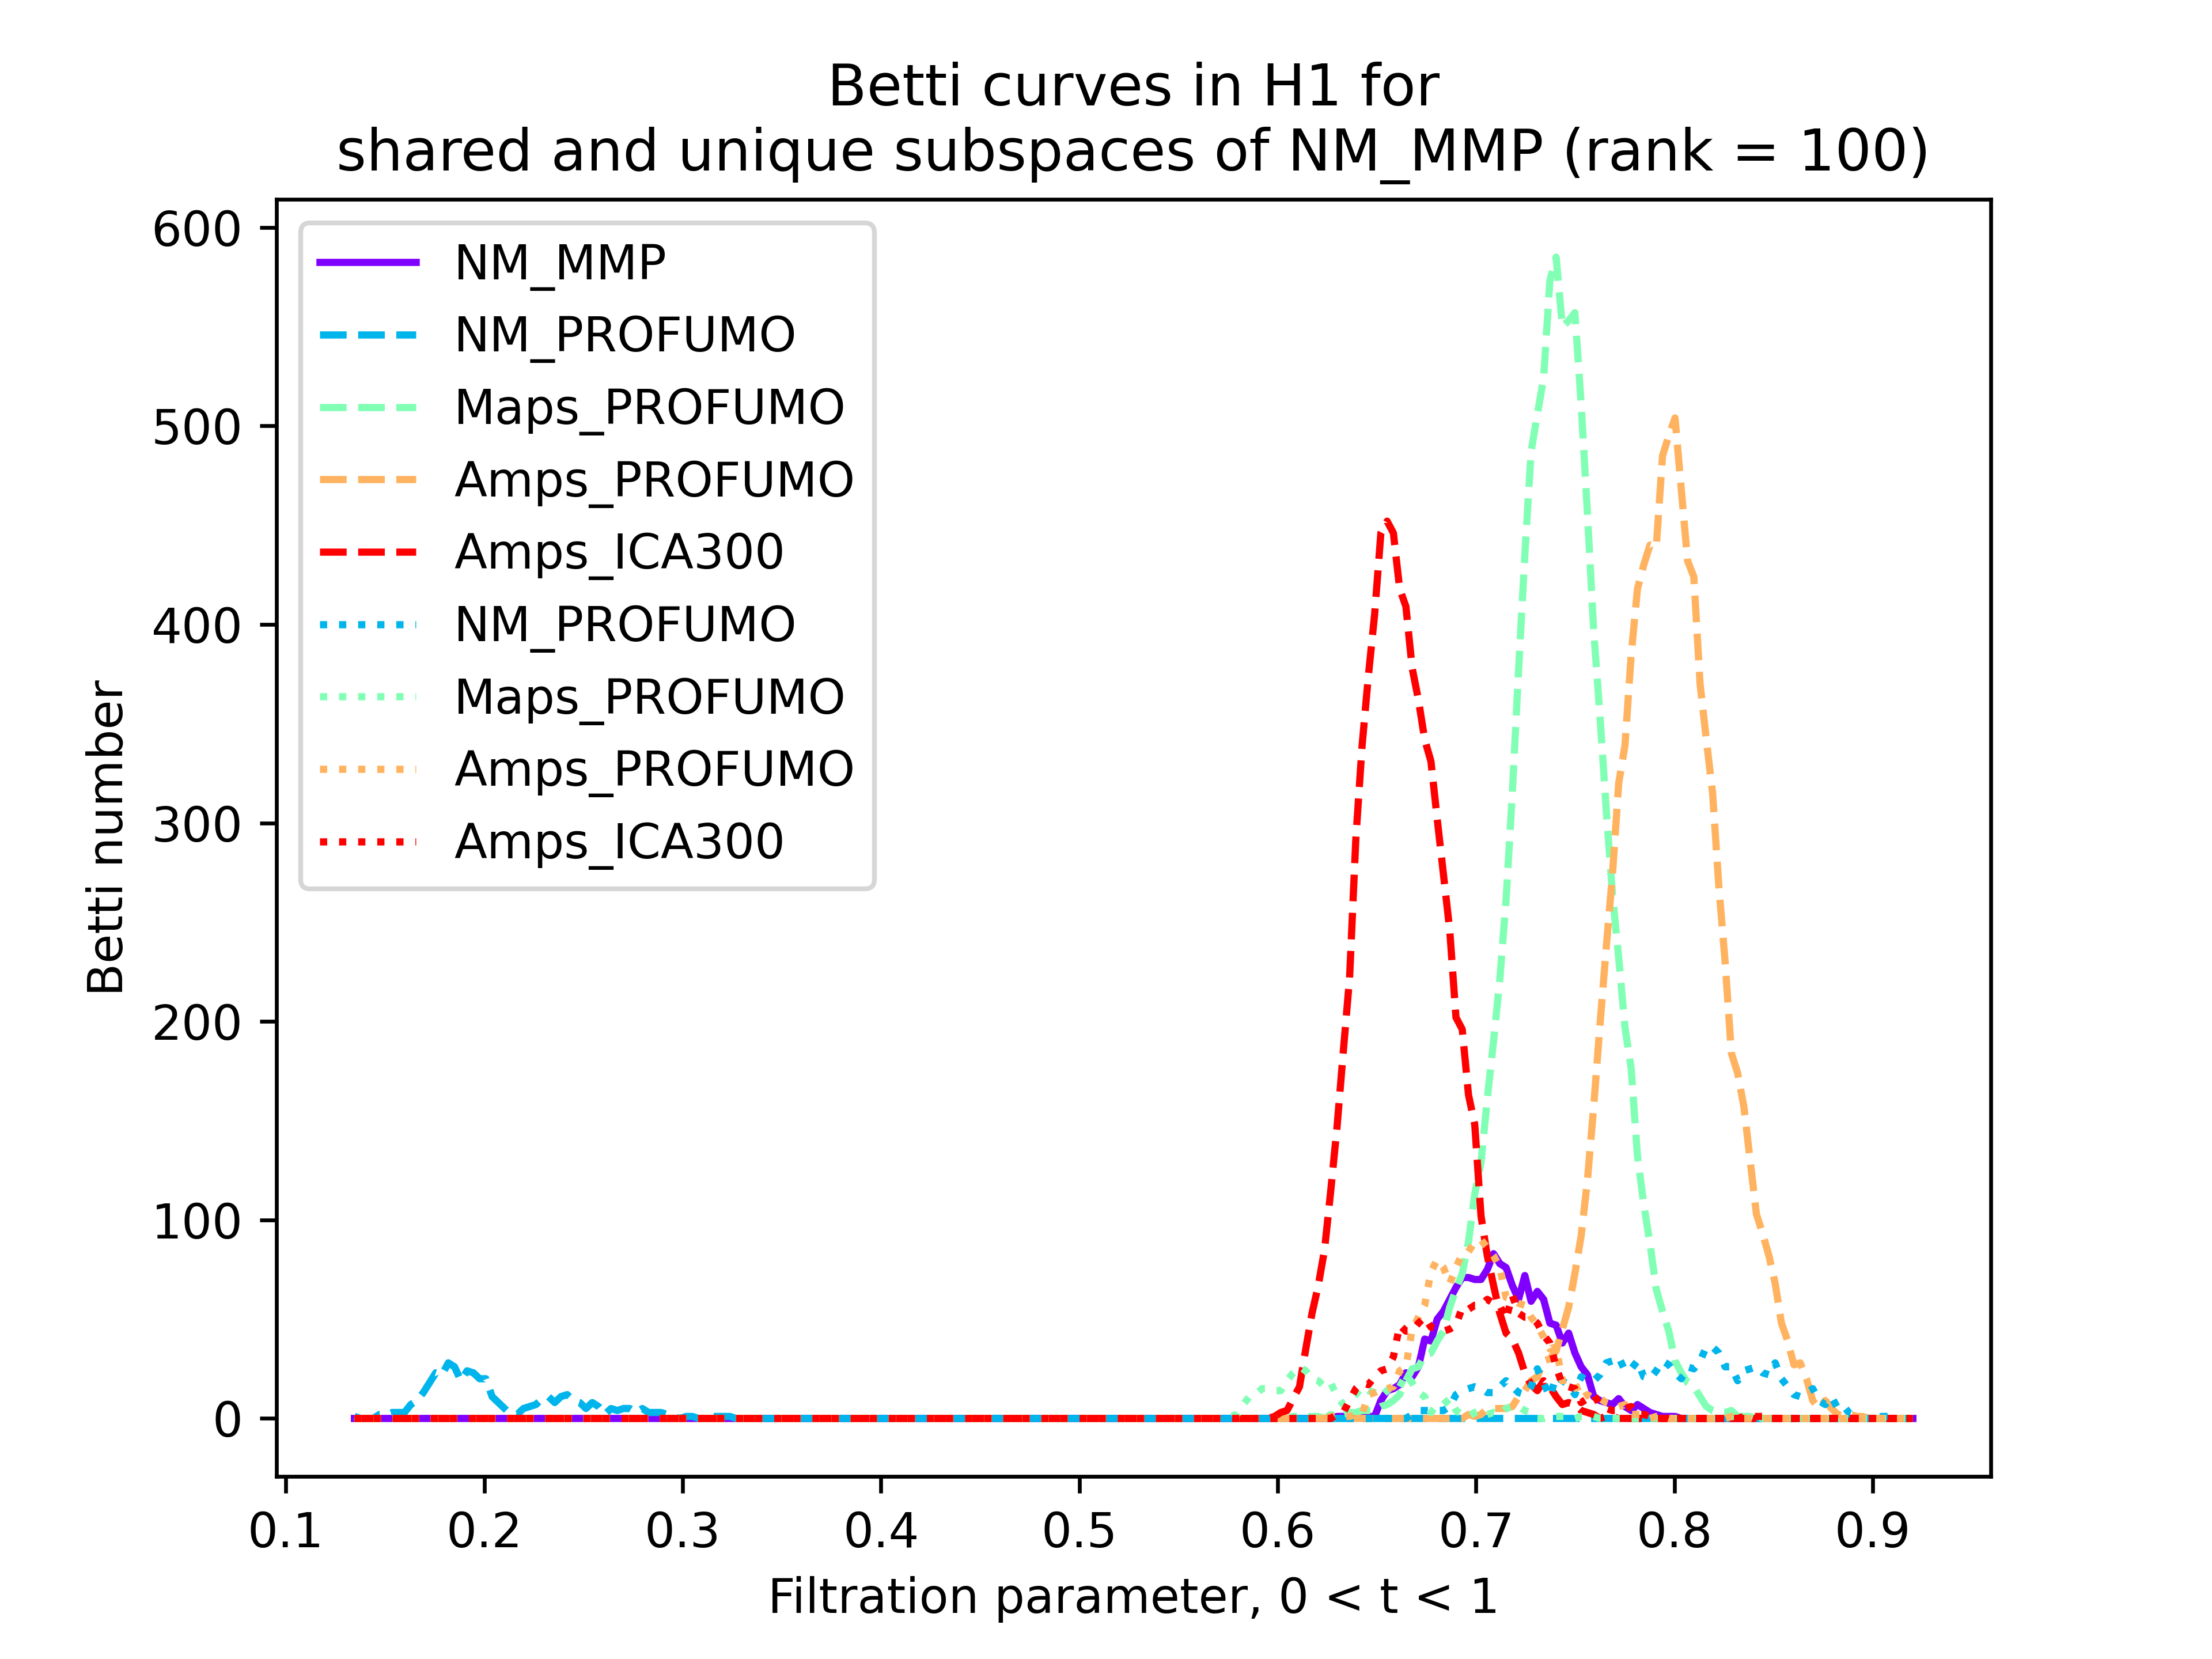 Betti curves in H1 for
shared and unique subspaces of NM_MMP (rank = 100)
NM_MMP
NM_PROFUMO
Maps_PROFUMO
Amps_PROFUMO
Amps_ICA300
NM_PROFUMO
Maps_PROFUMO
Amps_PROFUMO
Amps_ICA300
Betti number
600
500
400
300
200
100
0
0.1 0.2 0.3 0.4 0.5 0.6 0.7 0.8 0.9
Filtration parameter, 0 < t < 1